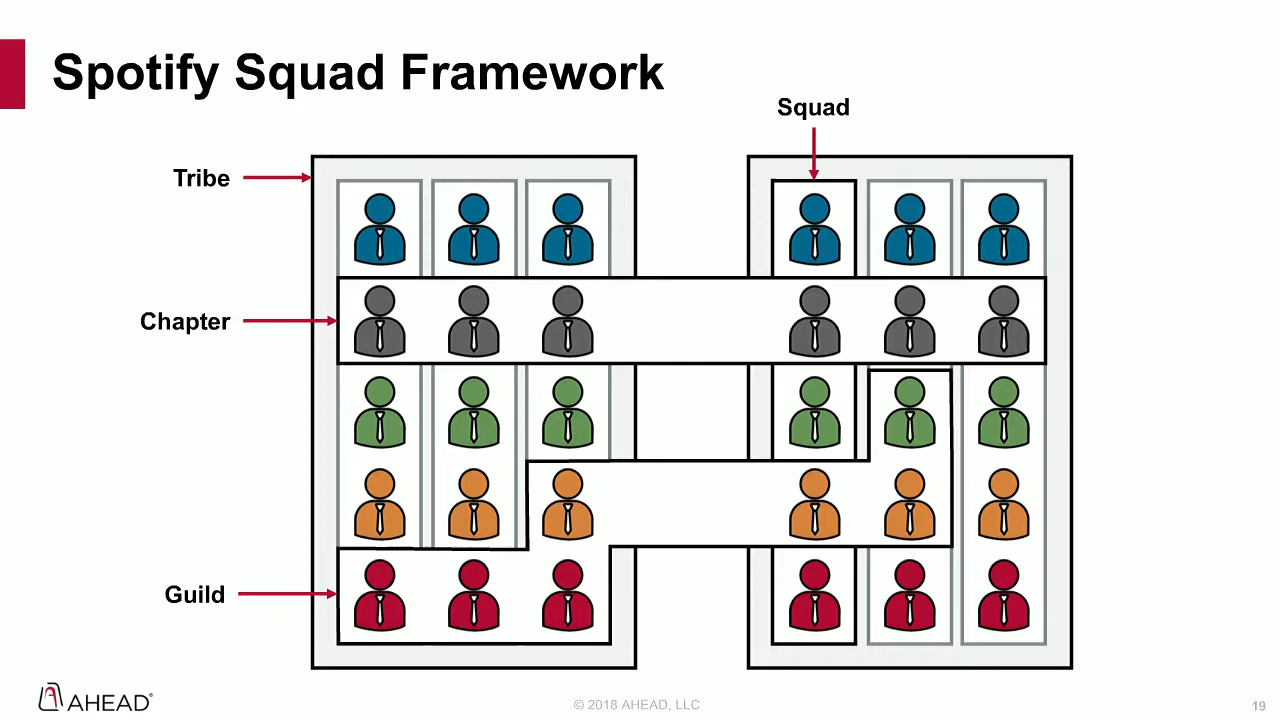 Spotify Squad Framework
Squad
Tribe
Chapter
Guild
AHEAD®
© 2018 AHEAD, LLC
19